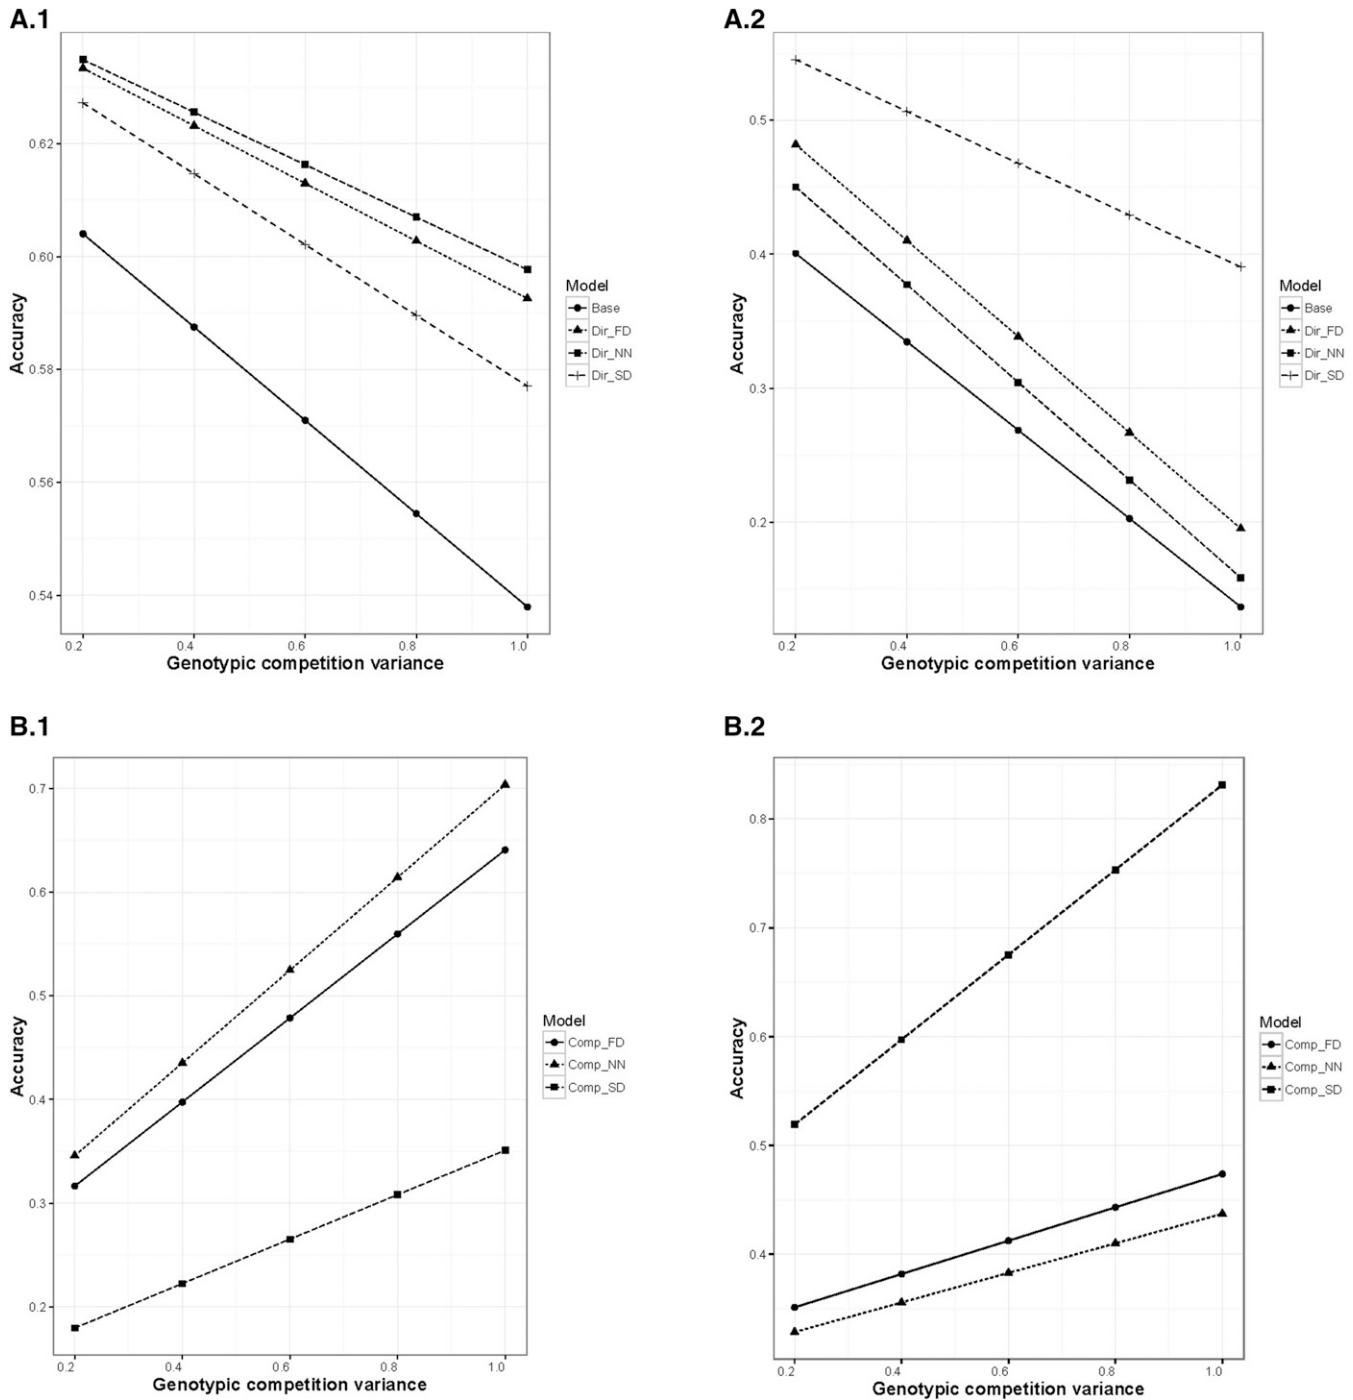 A.1
0.62
0.60
0.58
0.56
0.54
Accuracy
0.2 0.4 0.6 0.8 1.0
Genotypic competition variance
Model
Base
Dir_FD
Dir_NN
Dir_SD
A.2
0.5
0.4
0.3
0.2
Accuracy
0.2 0.4 0.6 0.8 1.0
Genotypic competition variance
Model
Base
Dir_FD
Dir_NN
Dir_SD
B.1
0.7
0.6
0.5
0.4
0.3
0.2
Accuracy
0.2 0.4 0.6 0.8 1.0
Genotypic competition variance
Model
Comp_FD
Comp_NN
Comp_SD
B.2
0.8
0.7
0.6
0.5
0.4
Accuracy
0.2 0.4 0.6 0.8 1.0
Genotypic competition variance
Model
Comp_FD
Comp_NN
Comp_SD